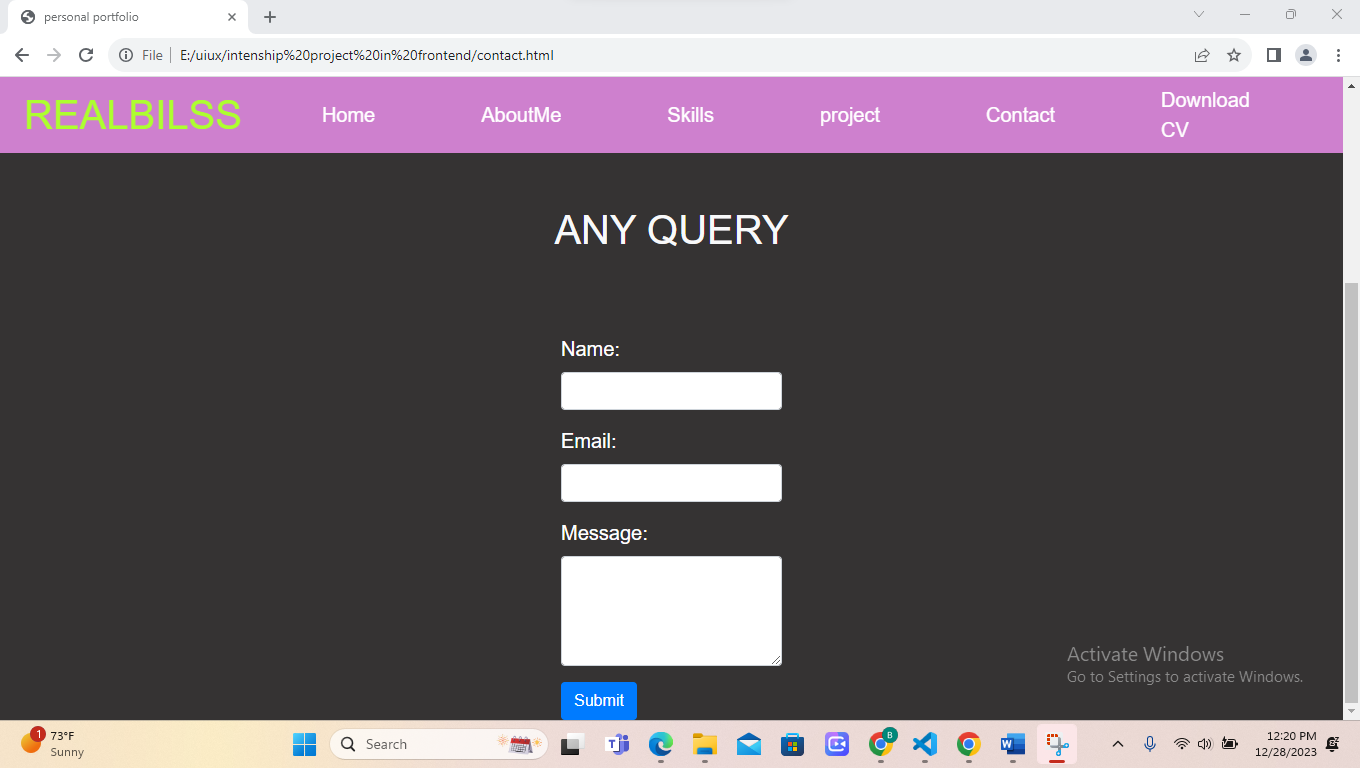 personal portfolio
File
E:/uiux/intenship%20project%20in%20frontend/contact.html
REALBILSS Home AboutMe Skills project Contact Download
CV
ANY QUERY
Name:
Email:
Message:
Submit
Activate Windows
Go to Settings to activate Windows.
1
73°F
Sunny
Search
B
12:20 PM
12/28/2023